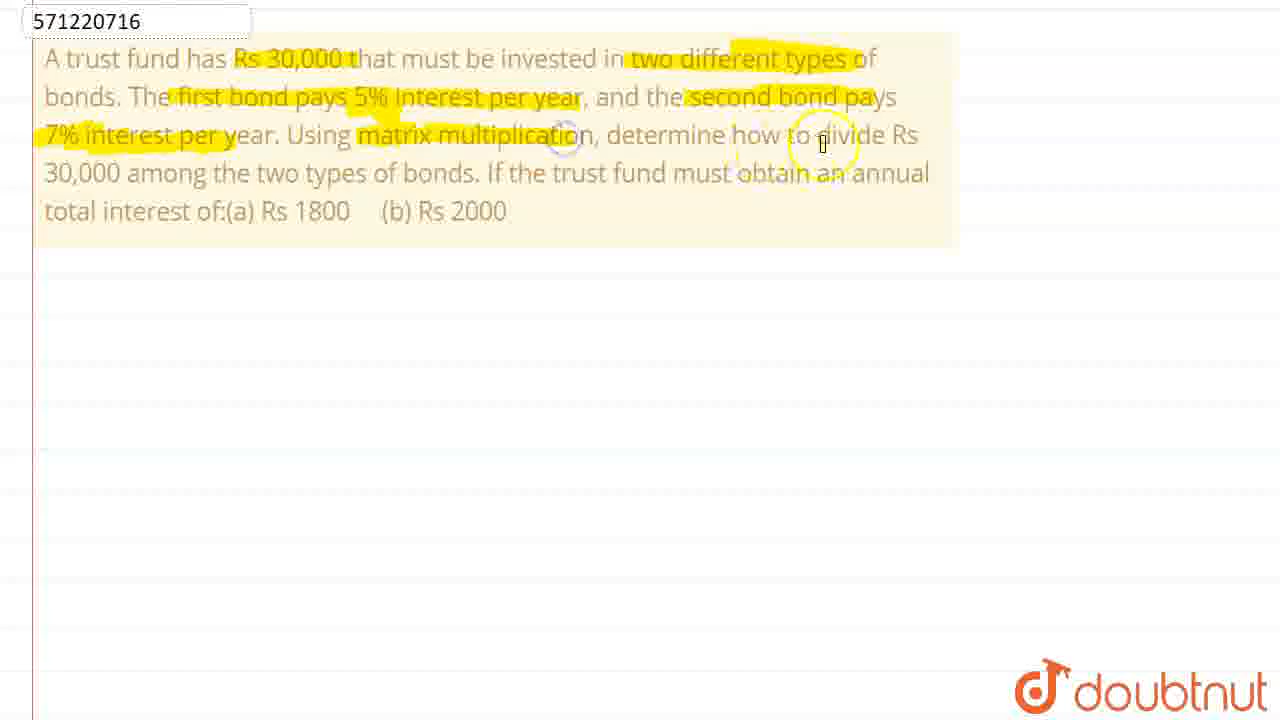 571220716
A trust fund has Rs 30,000 that must be invested in two different types of
bonds. The first bond pays 5% interest per year, and the second bond pays
7% interest per year. Using matrix multiplication, determine how to divide Rs
30,000 among the two types of bonds. If the trust fund must obtain an annual
total interest of:(a) Rs 1800 (b) Rs 2000
doubtnut